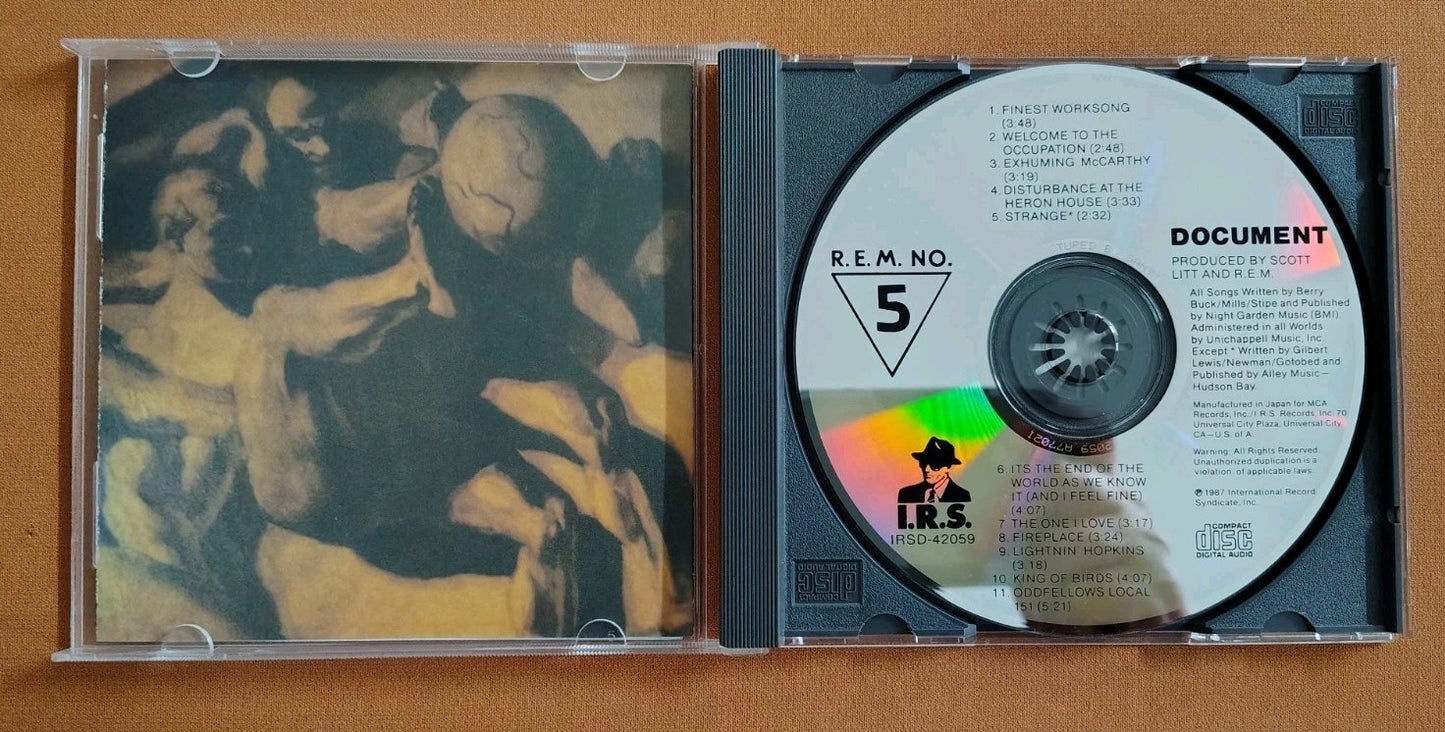 1. FINEST WORKSONG
(3:48)
2. WELCOME TO THE
OCCUPATION (2:48)
3. EXHUMING McCARTHY
(3:19)
4. DISTURBANCE AT THE
HERON HOUSE (3:33)
5. STRANGE* (2:32)
R.E.M. NO.
5
DOCUMENT
PRODUCED BY SCOTT
LITT AND R.E.M.
All Songs Written by Berry
Buck/Mills/Stipe and Published
by Night Garden Music (BMI).
Administered in all Worlds
by Unichappell Music, Inc.
Except * Written by Gilbert
Lewis/Newman/Gotobed and
Published by Alley Music—
Hudson Bay.
Manufactured in Japan for MCA
Records, Inc./I.R.S. Records, Inc. 70
Universal City Plaza, Universal City,
CA—U.S. of A.
Warning: All Rights Reserved.
Unauthorized duplication is a
violation of applicable laws.
℗ 1987 International Record
Syndicate, Inc.
COMPACT
disc
DIGITAL AUDIO
I.R.S.
IRSD-42059
6. ITS THE END OF THE
WORLD AS WE KNOW
IT (AND I FEEL FINE)
(4:07)
7. THE ONE I LOVE (3:17)
8. FIREPLACE (3:24)
9. LIGHTNIN' HOPKINS
(3.18)
10. KING OF BIRDS (4:07)
11. ODDFELLOWS LOCAL
151 (5:21)
COMPACT
disc
DIGITAL AUDIO
COMPACT
disc
DIGITAL AUDIO